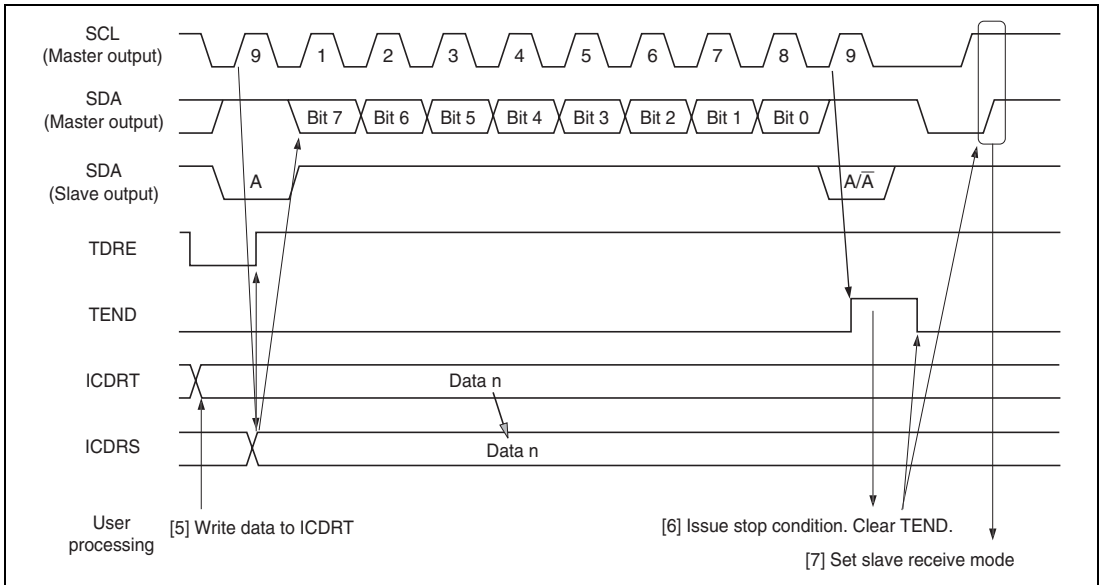 SCL
(Master output)
9 1 2 3 4 5 6 7 8 9
SDA
(Master output)
Bit 7 Bit 6 Bit 5 Bit 4 Bit 3 Bit 2 Bit 1 Bit 0
SDA
(Slave output)
A A/A̅
TDRE
TEND
ICDRT
Data n
ICDRS
Data n
User
processing
[5] Write data to ICDRT
[6] Issue stop condition. Clear TEND.
[7] Set slave receive mode